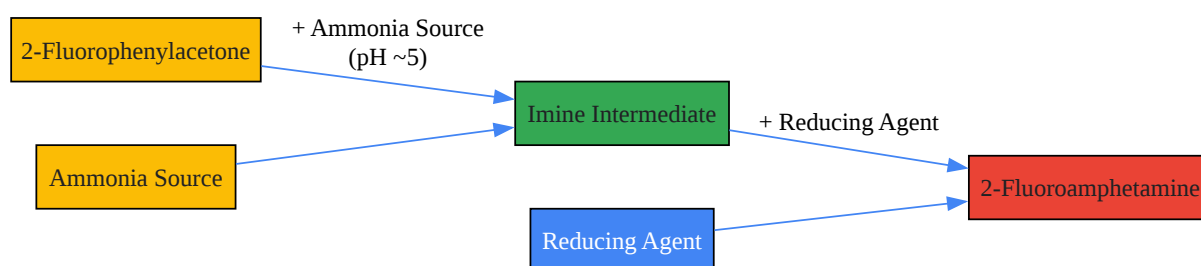 2-Fluorophenylacetone
+ Ammonia Source
(pH ~5)
Imine Intermediate
+ Reducing Agent
Ammonia Source
2-Fluoroamphetamine
Reducing Agent